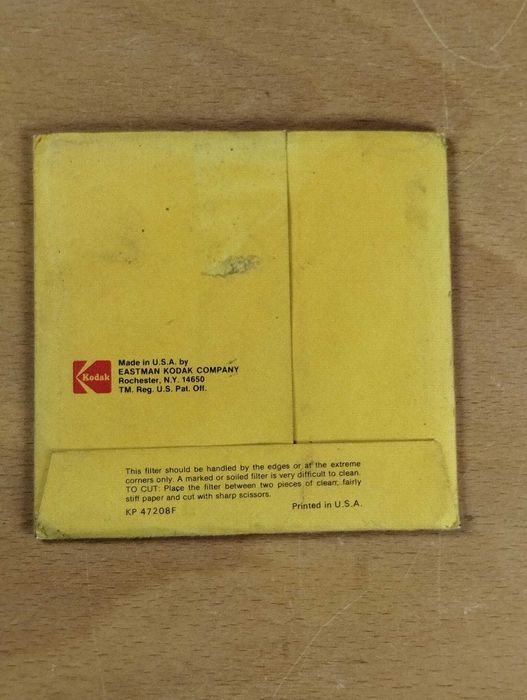 Kodak
Made in U.S.A. by
EASTMAN KODAK COMPANY
Rochester, N.Y. 14650
TM. Reg. U.S. Pat. Off.
This filter should be handled by the edges or at the extreme
corners only. A marked or soiled filter is very difficult to clean.
TO CUT: Place the filter between two pieces of clean, fairly
stiff paper and cut with sharp scissors.
KP 47208F
Printed in U.S.A.